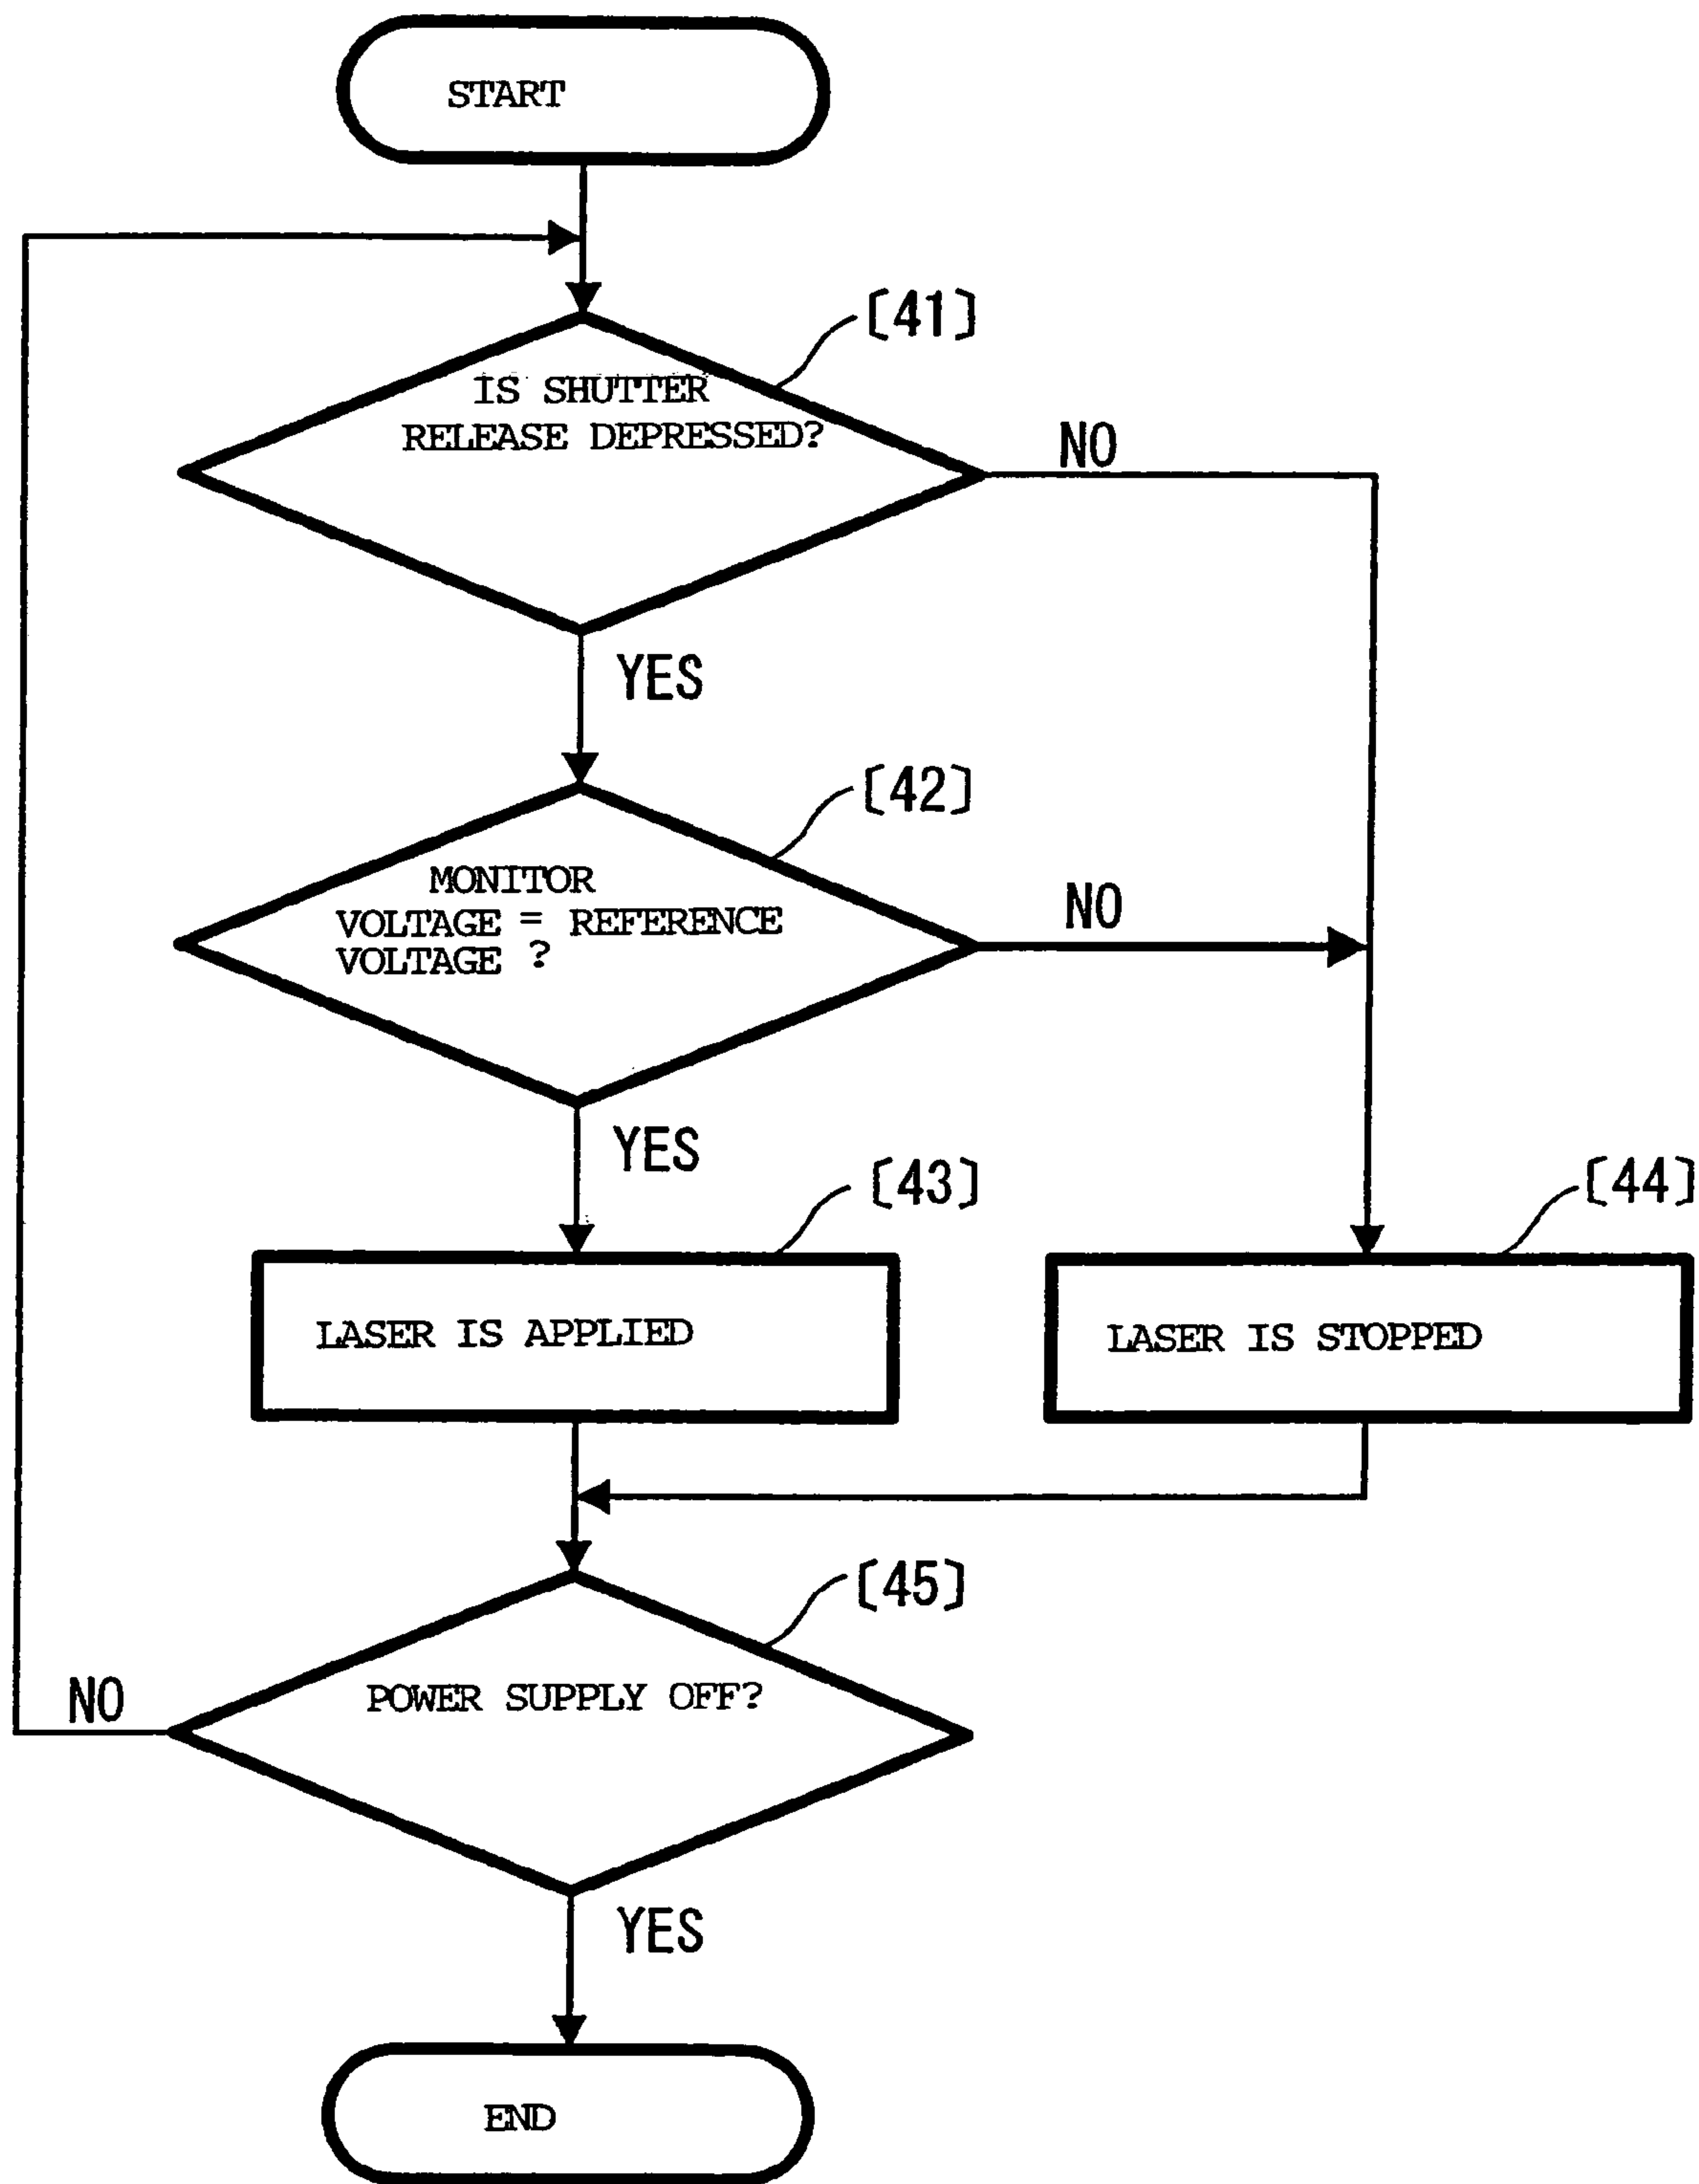 START
〔41〕
IS SHUTTER
RELEASE DEPRESSED?
NO
YES
〔42〕
MONITOR
VOLTAGE = REFERENCE
VOLTAGE ?
NO
YES
〔43〕
〔44〕
LASER IS APPLIED
LASER IS STOPPED
〔45〕
POWER SUPPLY OFF?
NO
YES
END